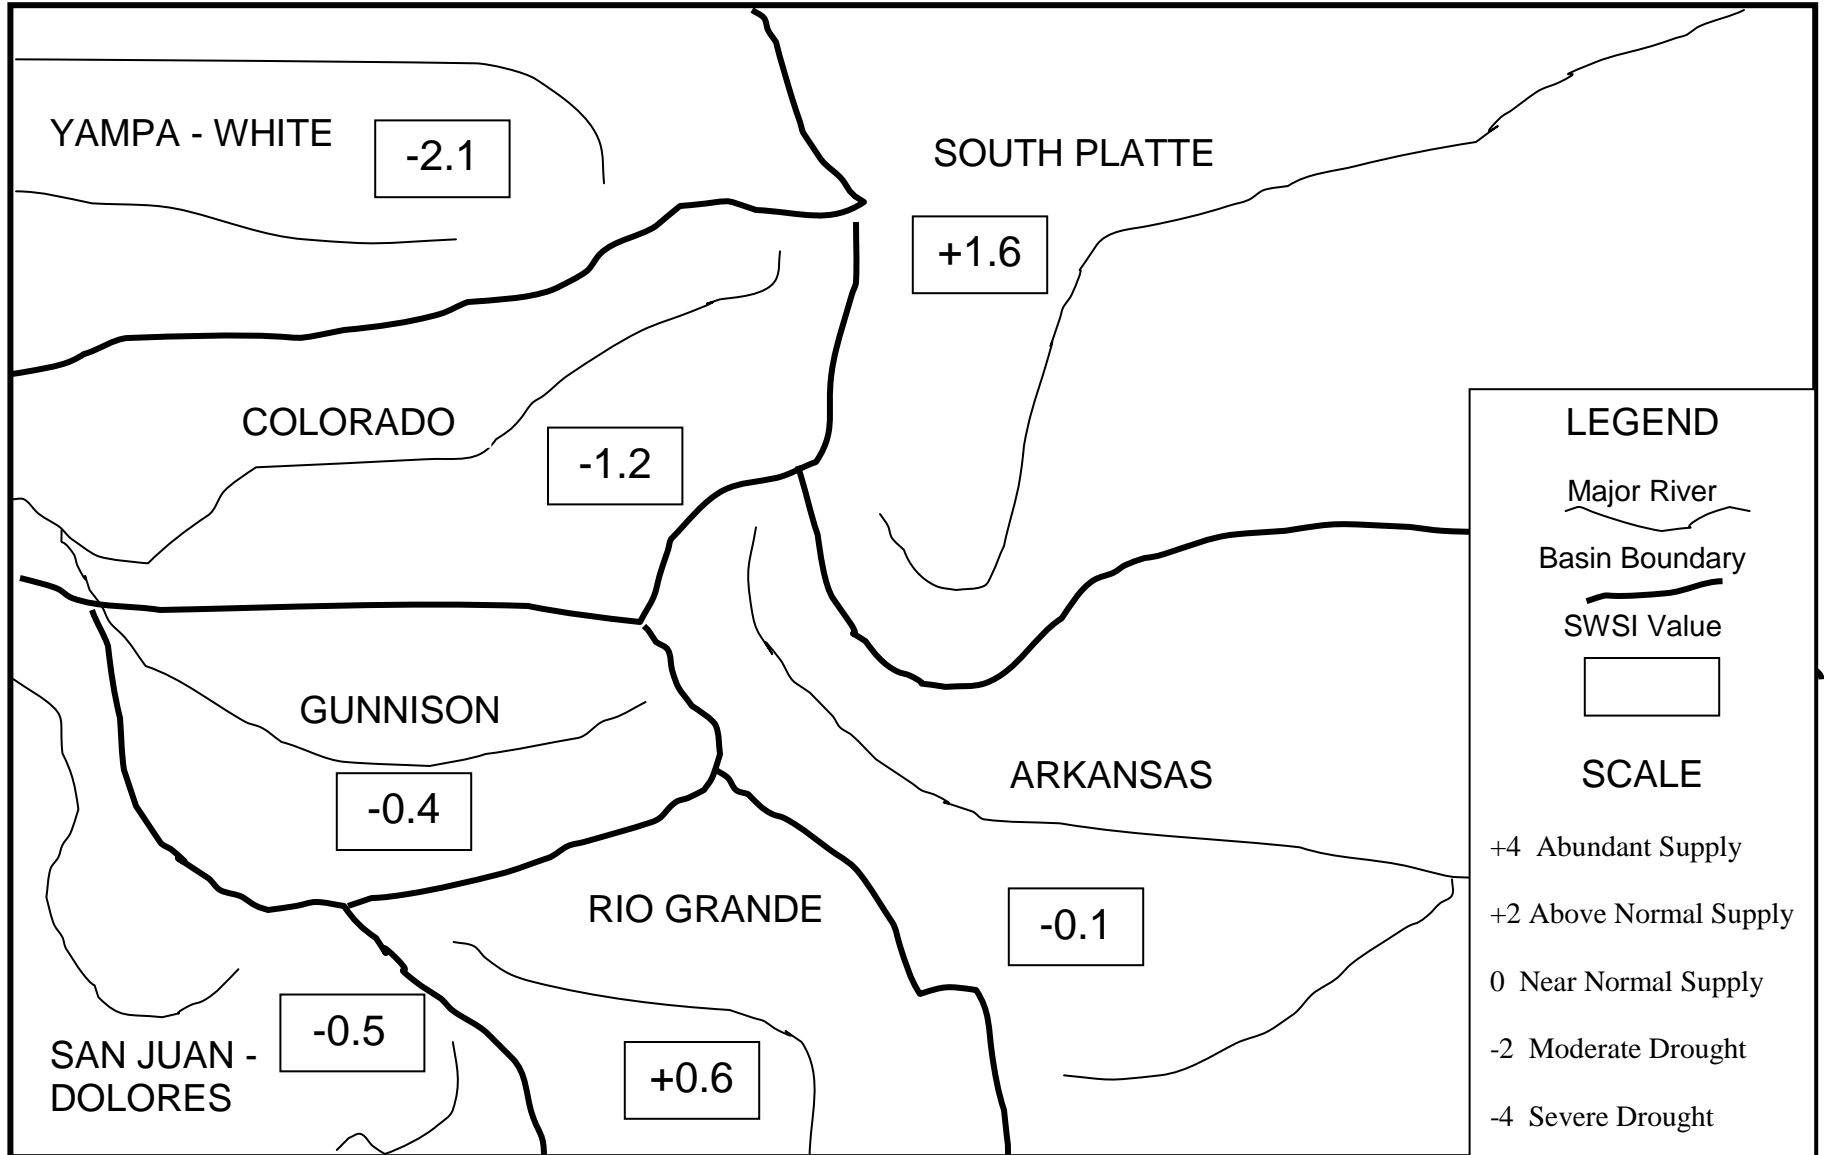 YAMPA - WHITE
-2.1
SOUTH PLATTE
+1.6
COLORADO
-1.2
GUNNISON
-0.4
ARKANSAS
-0.1
RIO GRANDE
+0.6
SAN JUAN -
DOLORES
-0.5
LEGEND
Major River
Basin Boundary
SWSI Value
SCALE
+4 Abundant Supply
+2 Above Normal Supply
0 Near Normal Supply
-2 Moderate Drought
-4 Severe Drought